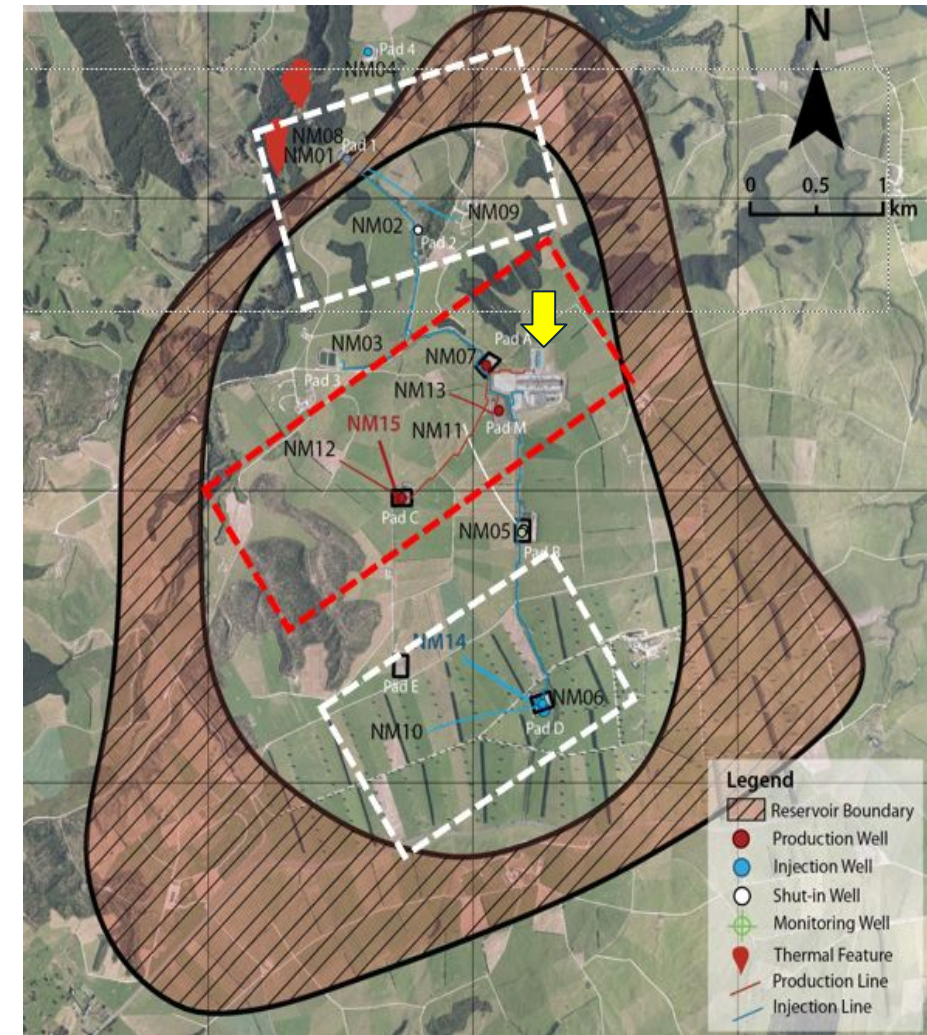 N
Pad 4
NM04
NM08
Pad 1
NM01
0 0.5 1
km
NM09
NM02
Pad 2
Pad A
NM03
NM07
Pad 3
NM13
NM15
NM11
Pad M
NM12
Pad C
NM05
Pad B
NM14
Pad E
NM06
NM10
Pad D
Legend
Reservoir Boundary
Production Well
Injection Well
Shut-in Well
Monitoring Well
Thermal Feature
Production Line
Injection Line